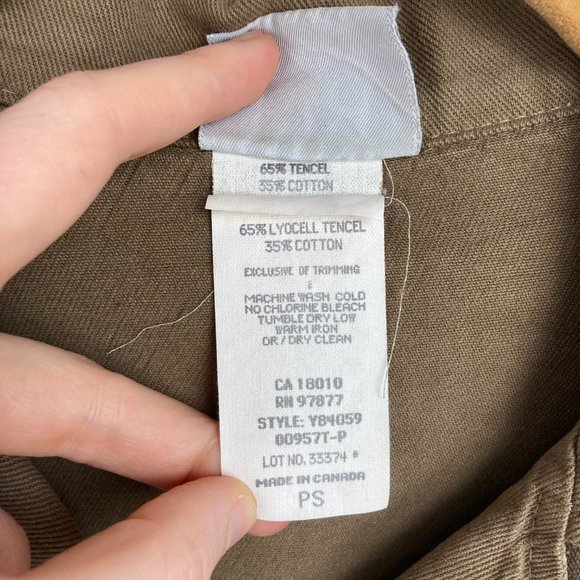 65% TENCEL
35% COTTON
65% LYOCELL TENCEL
35% COTTON
EXCLUSIVE OF TRIMMING
&
MACHINE WASH COLD
NO CHLORINE BLEACH
TUMBLE DRY LOW
WARM IRON
OR / DRY CLEAN
CA 18010
RN 97877
STYLE: Y84059
00957T-P
LOT NO. 33374 *
MADE IN CANADA
PS